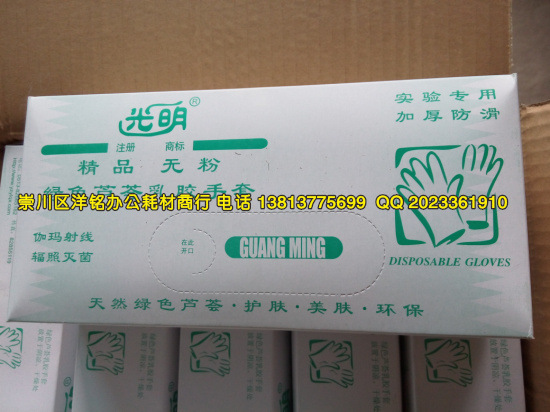 光明®
注册 商标
实验专用
加厚防滑
精品 无粉
绿色芦荟乳胶手套
崇川区洋铭办公耗材商行 电话 13813775699 QQ 2023361910
伽玛射线
辐照灭菌
在此
开口
GUANG MING
DISPOSABLE GLOVES
天然绿色芦荟·护肤·美肤·环保